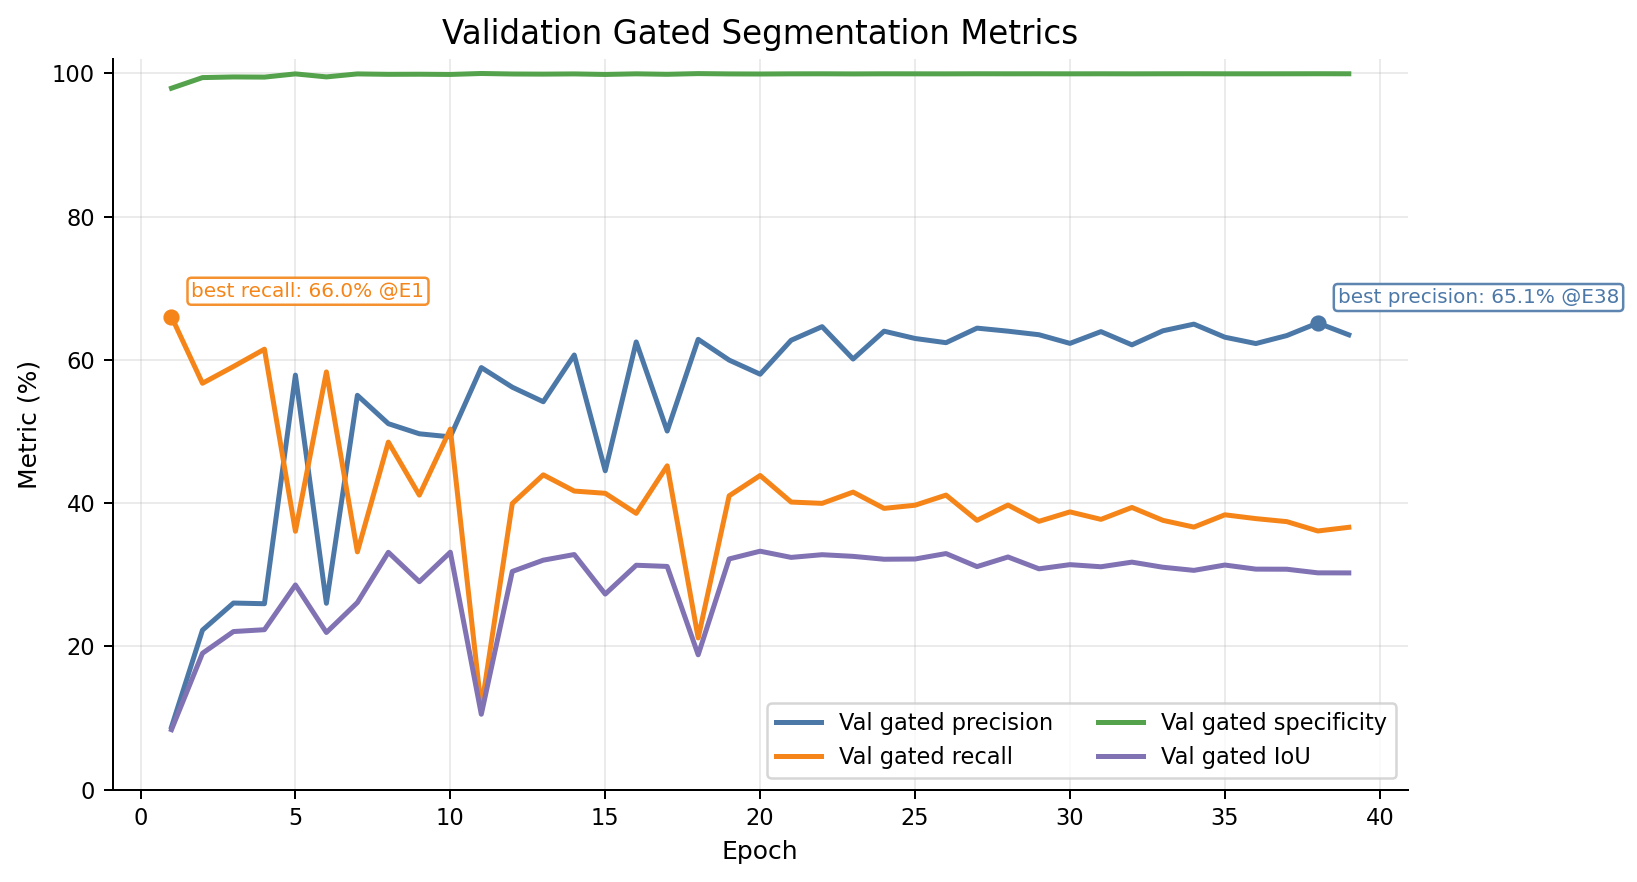 Validation Gated Segmentation Metrics
100
80
60
40
20
0
Metric (%)
best recall: 66.0% @E1
best precision: 65.1% @E38
Val gated precision
Val gated recall
Val gated specificity
Val gated IoU
0 5 10 15 20 25 30 35 40
Epoch